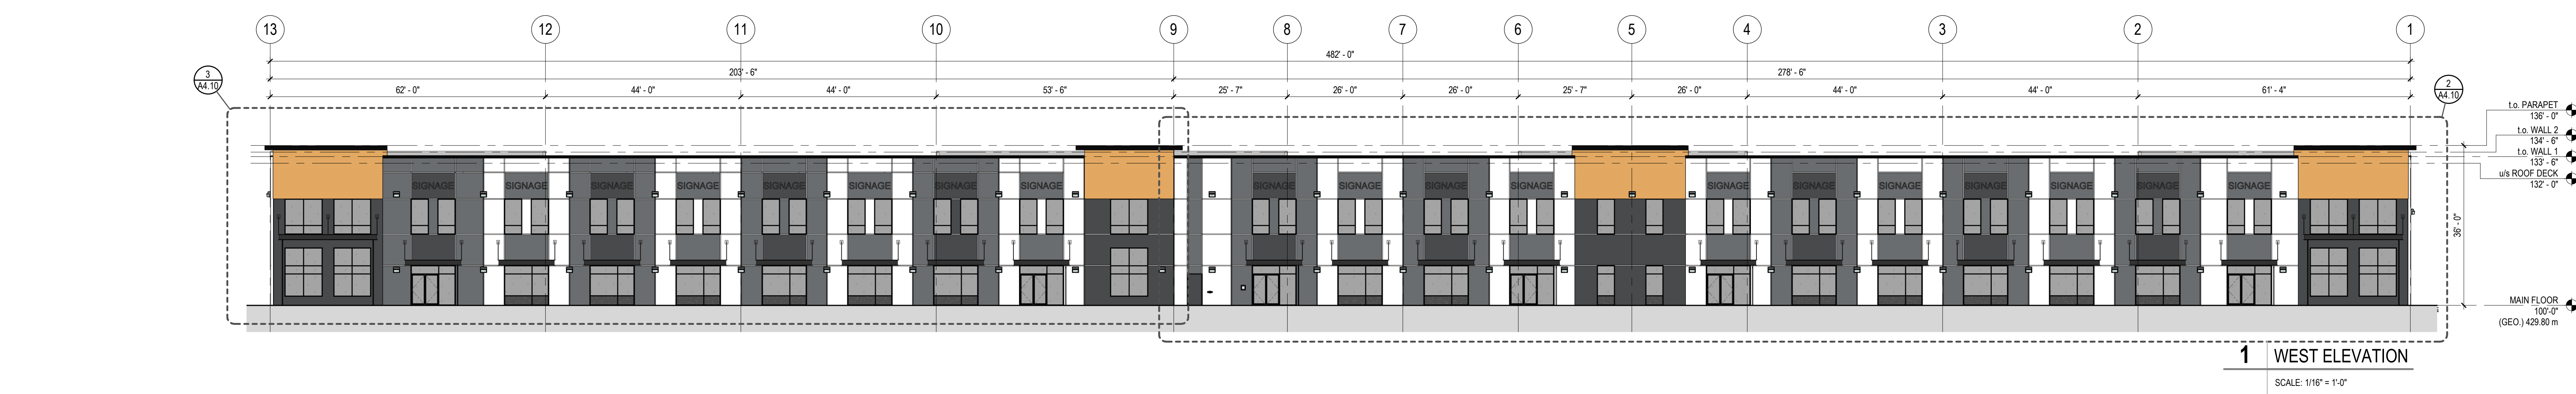 13 12 11 10 9 8 7 6 5 4 3 2 1
482' - 0"
203' - 6" 278' - 6"
3
A4.10
2
A4.10
62' - 0" 44' - 0" 44' - 0" 53' - 6" 25' - 7" 26' - 0" 26' - 0" 25' - 7" 26' - 0" 44' - 0" 44' - 0" 61' - 4"
t.o. PARAPET
136' - 0"
t.o. WALL 2
134' - 6"
t.o. WALL 1
133' - 6"
u/s ROOF DECK
132' - 0"
SIGNAGE SIGNAGE SIGNAGE SIGNAGE SIGNAGE SIGNAGE SIGNAGE SIGNAGE SIGNAGE SIGNAGE SIGNAGE SIGNAGE SIGNAGE SIGNAGE SIGNAGE SIGNAGE SIGNAGE SIGNAGE SIGNAGE
36' - 0"
MAIN FLOOR
100'-0"
(GEO.) 429.80 m
1 WEST ELEVATION
SCALE: 1/16" = 1'-0"